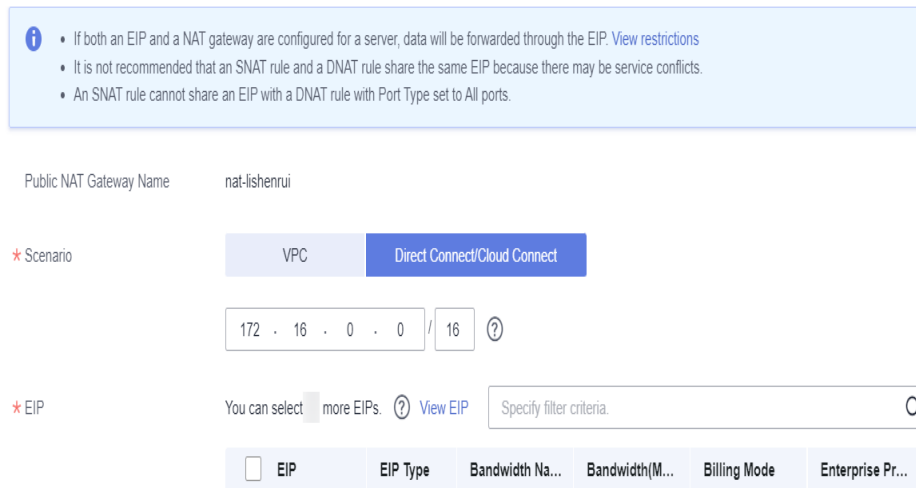 • If both an EIP and a NAT gateway are configured for a server, data will be forwarded through the EIP. View restrictions
• It is not recommended that an SNAT rule and a DNAT rule share the same EIP because there may be service conflicts.
• An SNAT rule cannot share an EIP with a DNAT rule with Port Type set to All ports.
Public NAT Gateway Name nat-lishenrui
* Scenario VPC Direct Connect/Cloud Connect
172 . 16 . 0 . 0 / 16
* EIP You can select more EIPs. View EIP Specify filter criteria.
EIP EIP Type Bandwidth Na... Bandwidth(M... Billing Mode Enterprise Pr...